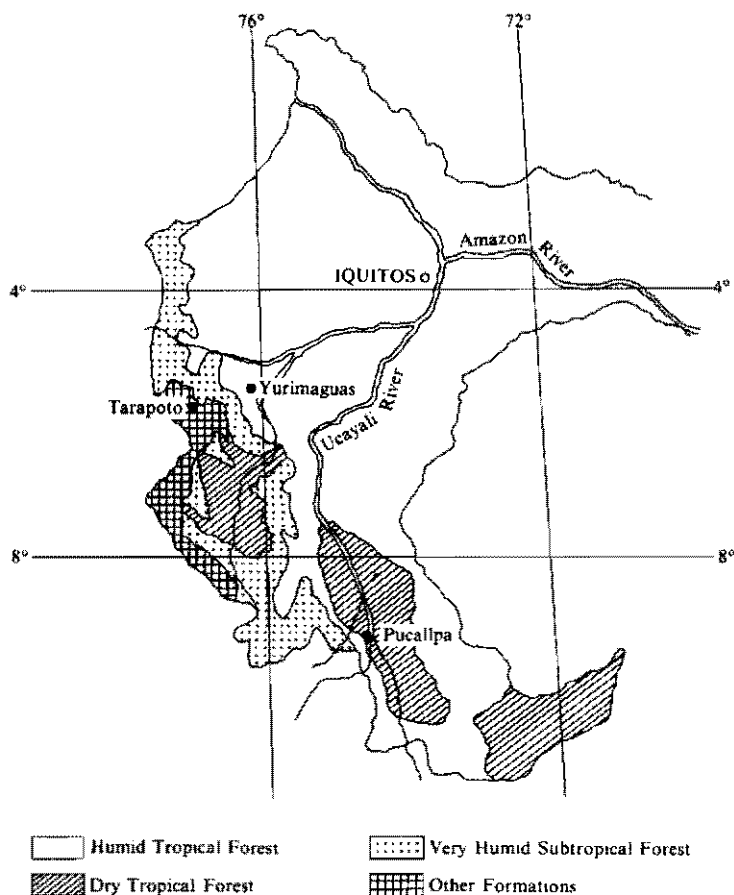 76° 72°
Amazon River
IQUITOS
4° 4°
Yurimaguas
Tarapoto
Ucayali River
8° 8°
Pucallpa
Humid Tropical Forest Very Humid Subtropical Forest
Dry Tropical Forest Other Formations